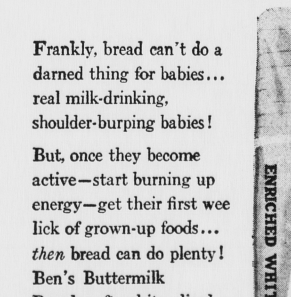 Frankly, bread can't do a
darned thing for babies...
real milk-drinking,
shoulder-burping babies!
But, once they become
active—start burning up
energy—get their first wee
lick of grown-up foods...
then bread can do plenty!
Ben's Buttermilk
ENRICHED WHIT